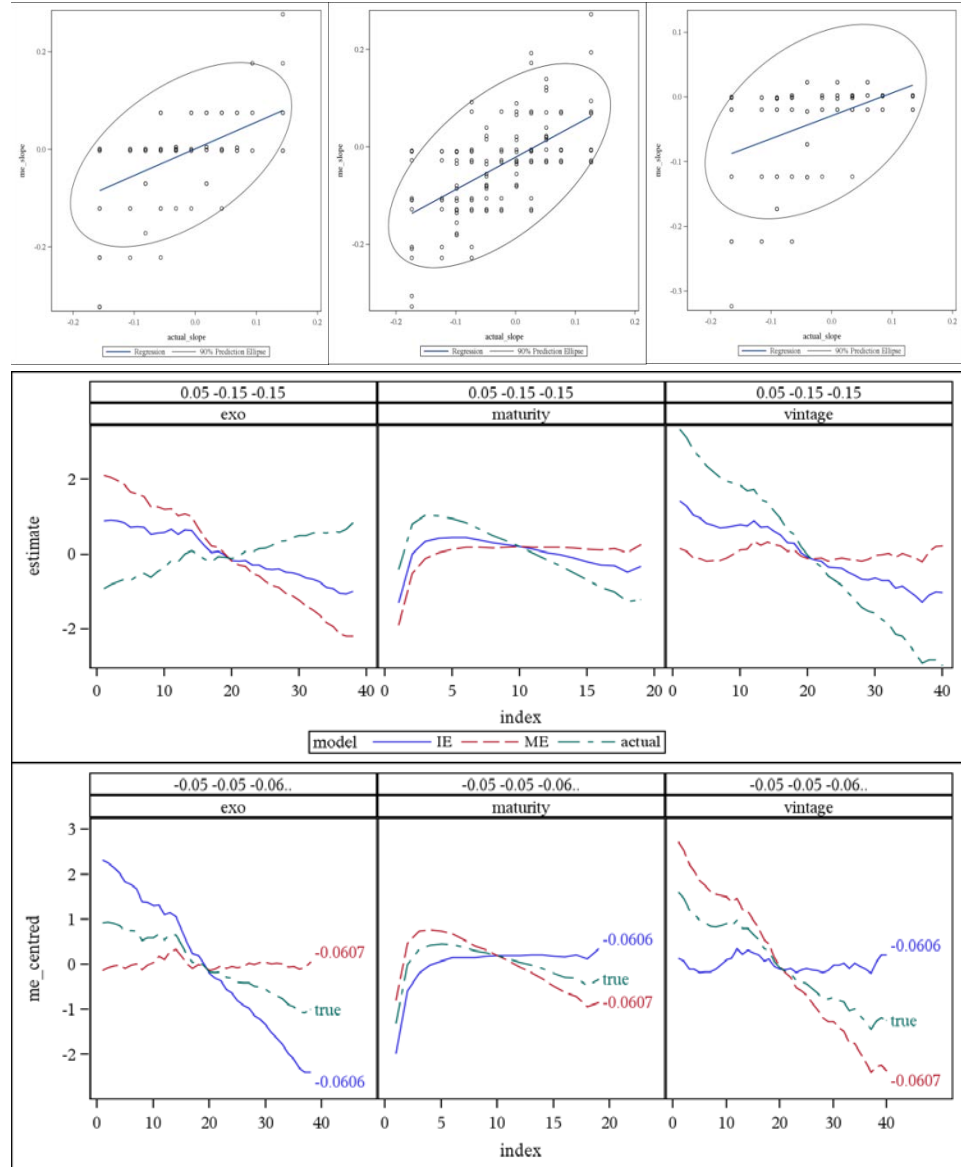 0.2
0.0
-0.2
me_slope
-0.2 -0.1 0.0 0.1 0.2
actual_slope
Regression 90% Prediction Ellipse
0.2
0.0
-0.2
me_slope
-0.2 -0.1 0.0 0.1 0.2
actual_slope
Regression 90% Prediction Ellipse
0.1
0.0
-0.1
-0.2
-0.3
me_slope
-0.2 -0.1 0.0 0.1 0.2
actual_slope
Regression 90% Prediction Ellipse
0.05 -0.15 -0.15 0.05 -0.15 -0.15 0.05 -0.15 -0.15
exo maturity vintage
2
0
-2
estimate
0 10 20 30 40 0 5 10 15 20 0 10 20 30 40
index
model IE ME actual
-0.05 -0.05 -0.06.. -0.05 -0.05 -0.06.. -0.05 -0.05 -0.06..
exo maturity vintage
3
2
1
0
-1
-2
me_centred
-0.0607
true
-0.0606
-0.0606
true
-0.0607
-0.0606
true
-0.0607
0 10 20 30 40 0 5 10 15 20 0 10 20 30 40
index